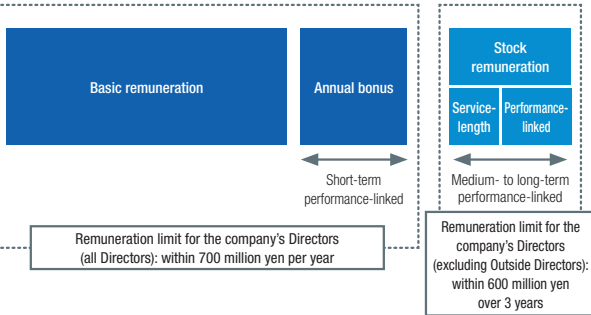 Basic remuneration
Annual bonus
Short-term
performance-linked
Remuneration limit for the company’s Directors
(all Directors): within 700 million yen per year
Stock
remuneration
Service-
length
Performance-
linked
Medium- to long-term
performance-linked
Remuneration limit for the
company’s Directors
(excluding Outside Directors):
within 600 million yen
over 3 years